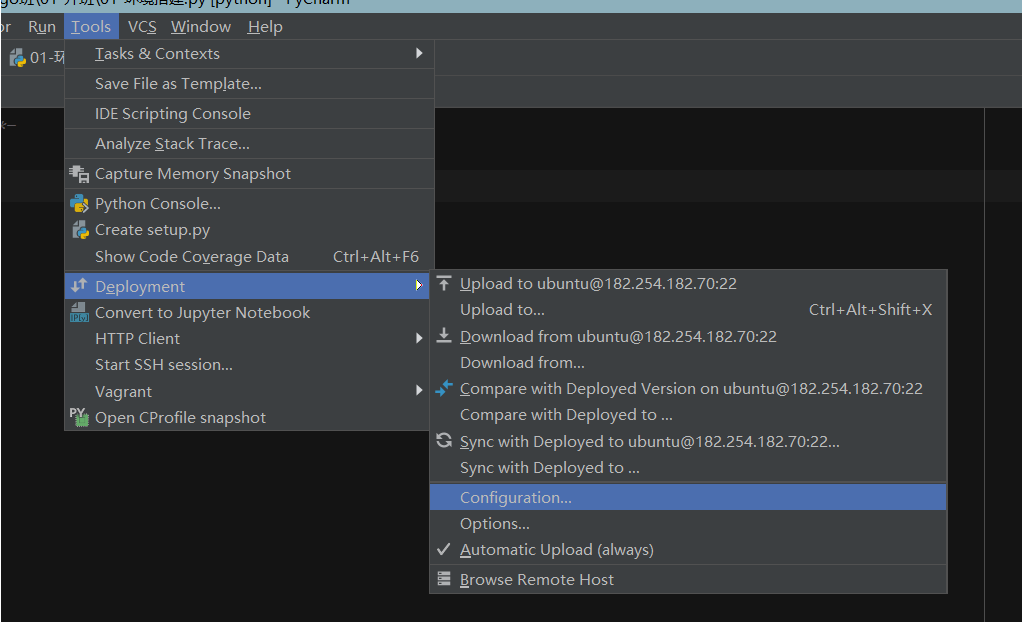 Run Tools VCS Window Help
01-环
Tasks & Contexts
Save File as Template...
IDE Scripting Console
Analyze Stack Trace...
Capture Memory Snapshot
Python Console...
Create setup.py
Show Code Coverage Data Ctrl+Alt+F6
Deployment
Convert to Jupyter Notebook
HTTP Client
Start SSH session...
Vagrant
Open CProfile snapshot
Upload to ubuntu@182.254.182.70:22
Upload to... Ctrl+Alt+Shift+X
Download from ubuntu@182.254.182.70:22
Download from...
Compare with Deployed Version on ubuntu@182.254.182.70:22
Compare with Deployed to ...
Sync with Deployed to ubuntu@182.254.182.70:22...
Sync with Deployed to ...
Configuration...
Options...
Automatic Upload (always)
Browse Remote Host